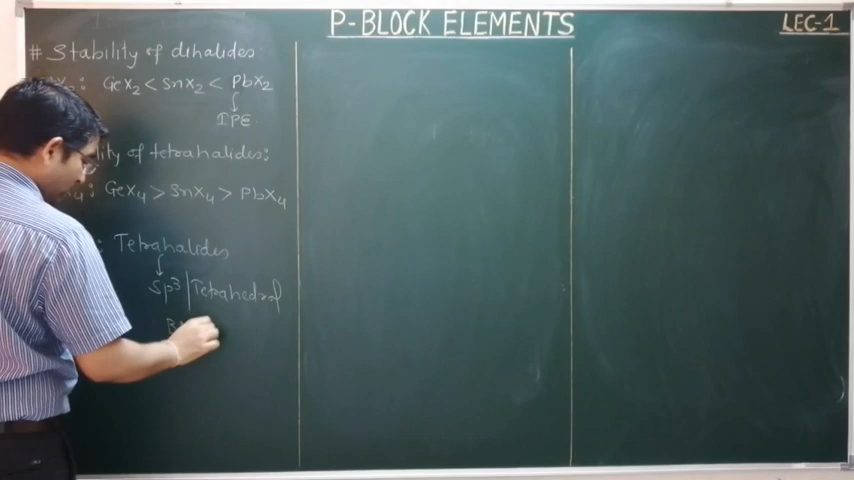 P-BLOCK ELEMENTS
LEC-1
# Stability of dihalides
: GeX₂ < SnX₂ < PbX₂
↓
IPE
lity of tetrahalides:
: GeX₄ > SnX₄ > PbX₄
: Tetrahalides
↓
Sp³ | Tetrahedral